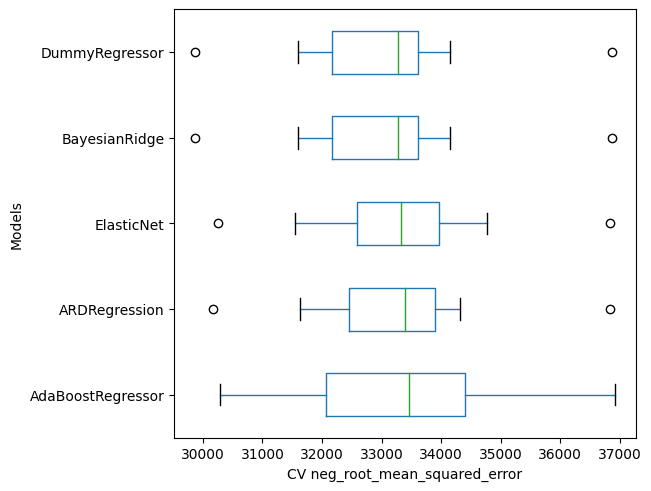 DummyRegressor
BayesianRidge
ElasticNet
ARDRegression
AdaBoostRegressor
Models
30000 31000 32000 33000 34000 35000 36000 37000
CV neg_root_mean_squared_error